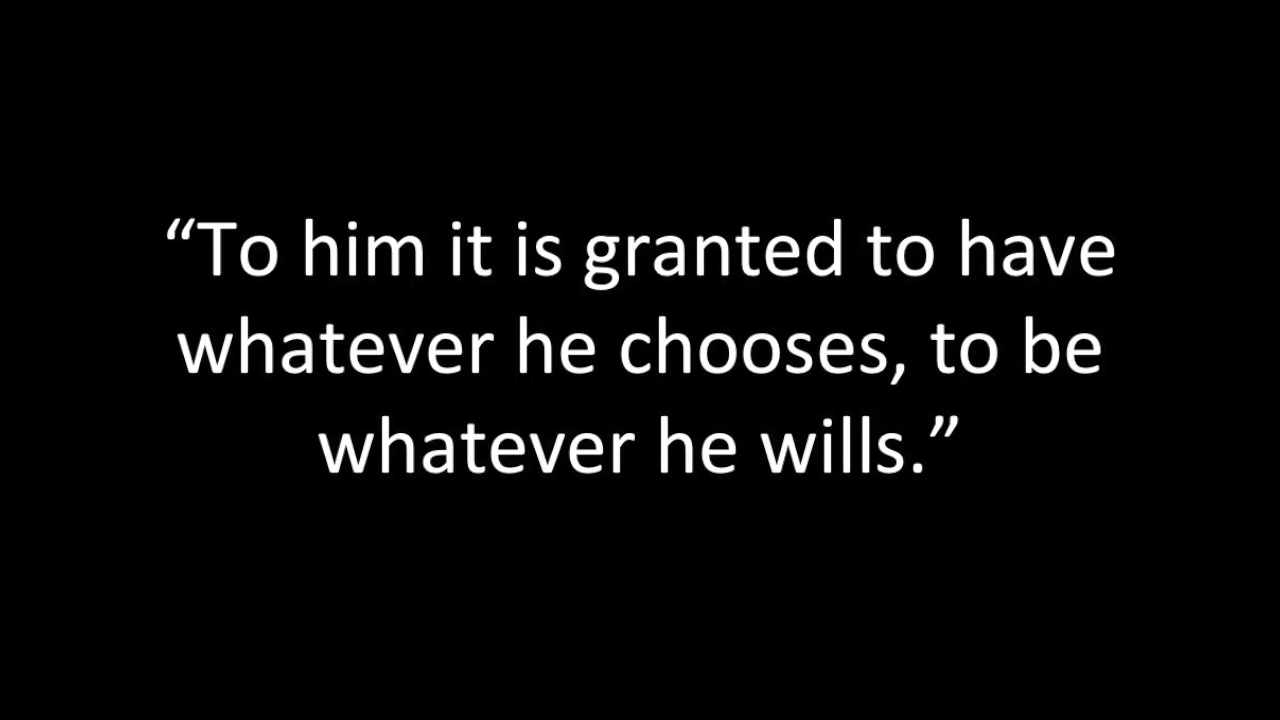 “To him it is granted to have
whatever he chooses, to be
whatever he wills.”